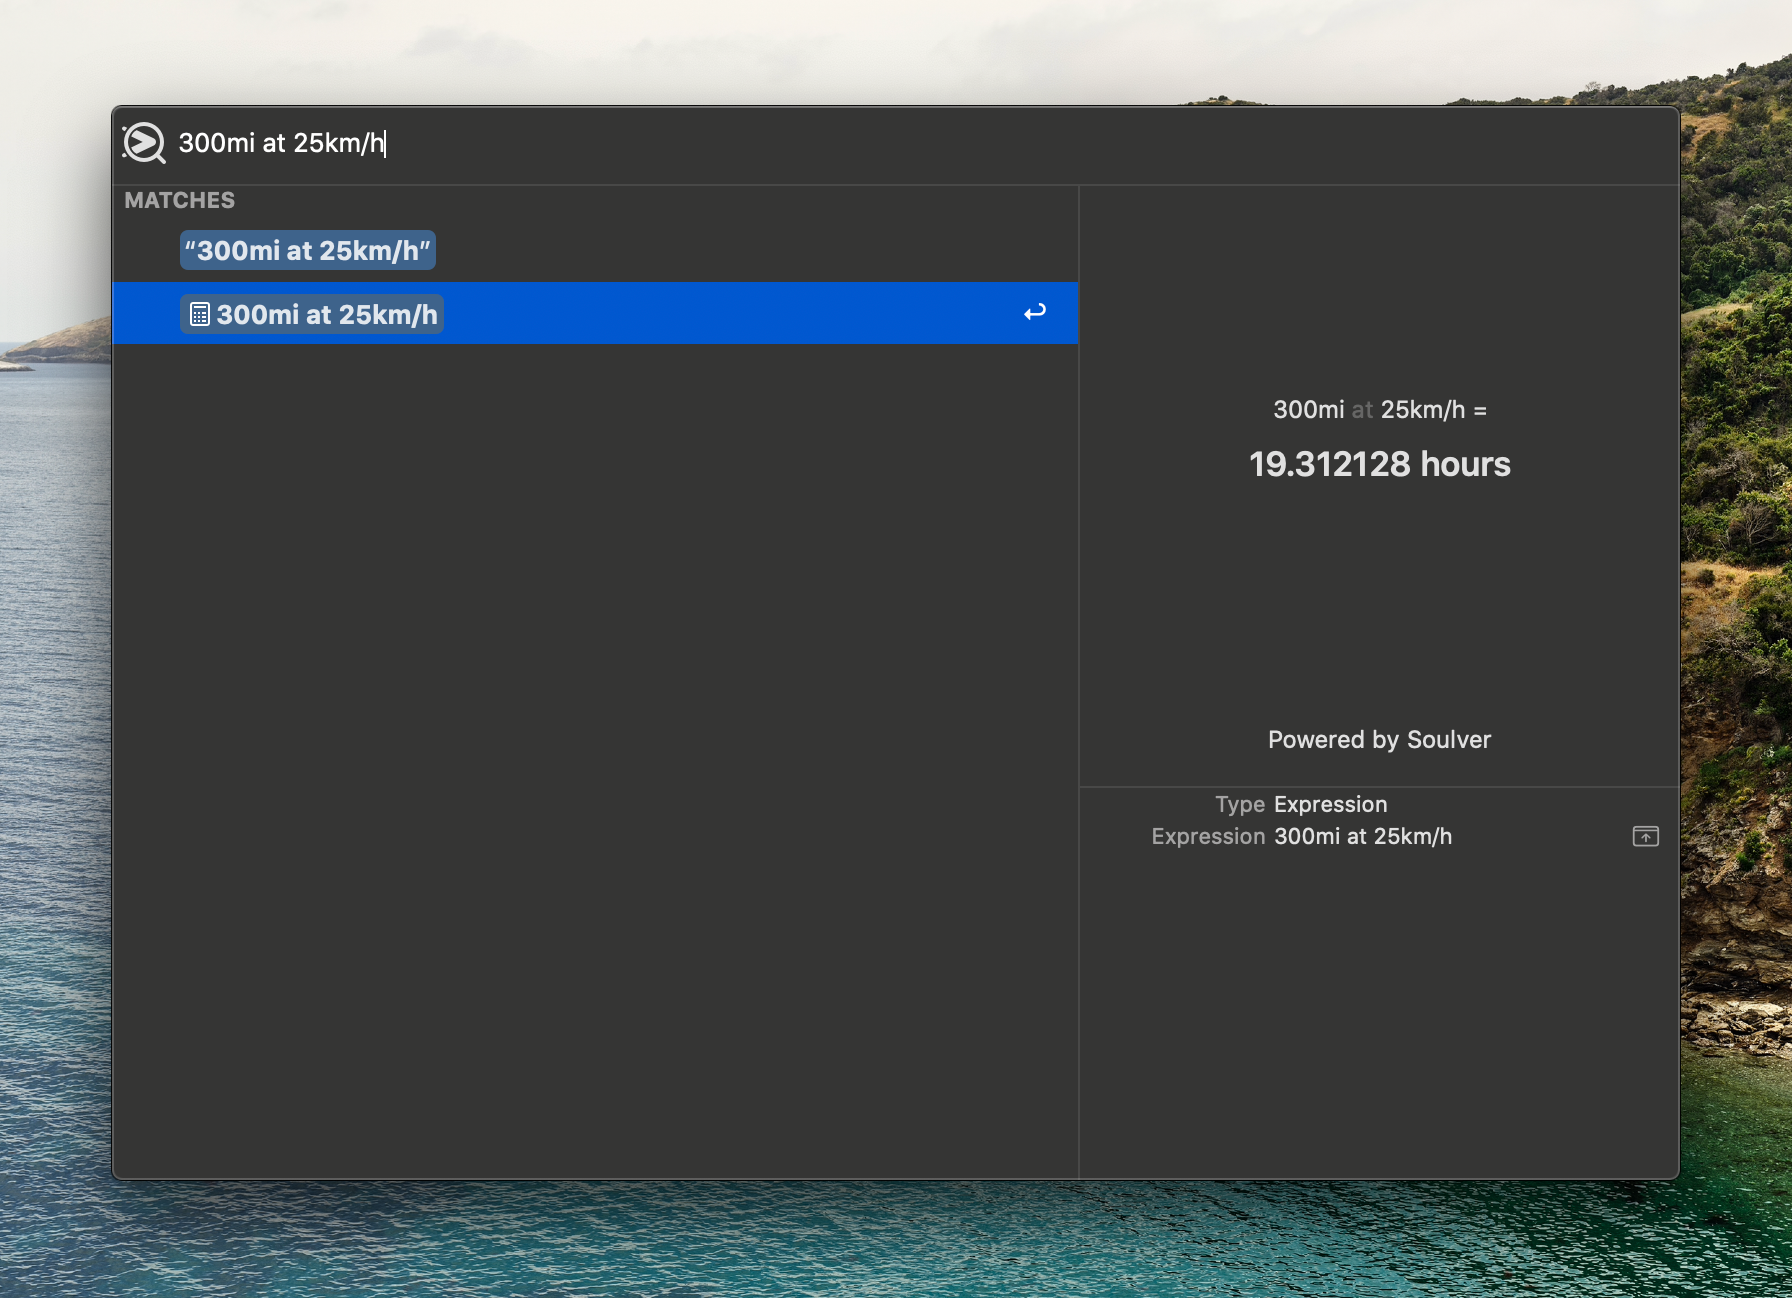 300mi at 25km/h
MATCHES
“300mi at 25km/h”
300mi at 25km/h
300mi at 25km/h =
19.312128 hours
Powered by Soulver
Type Expression
Expression 300mi at 25km/h